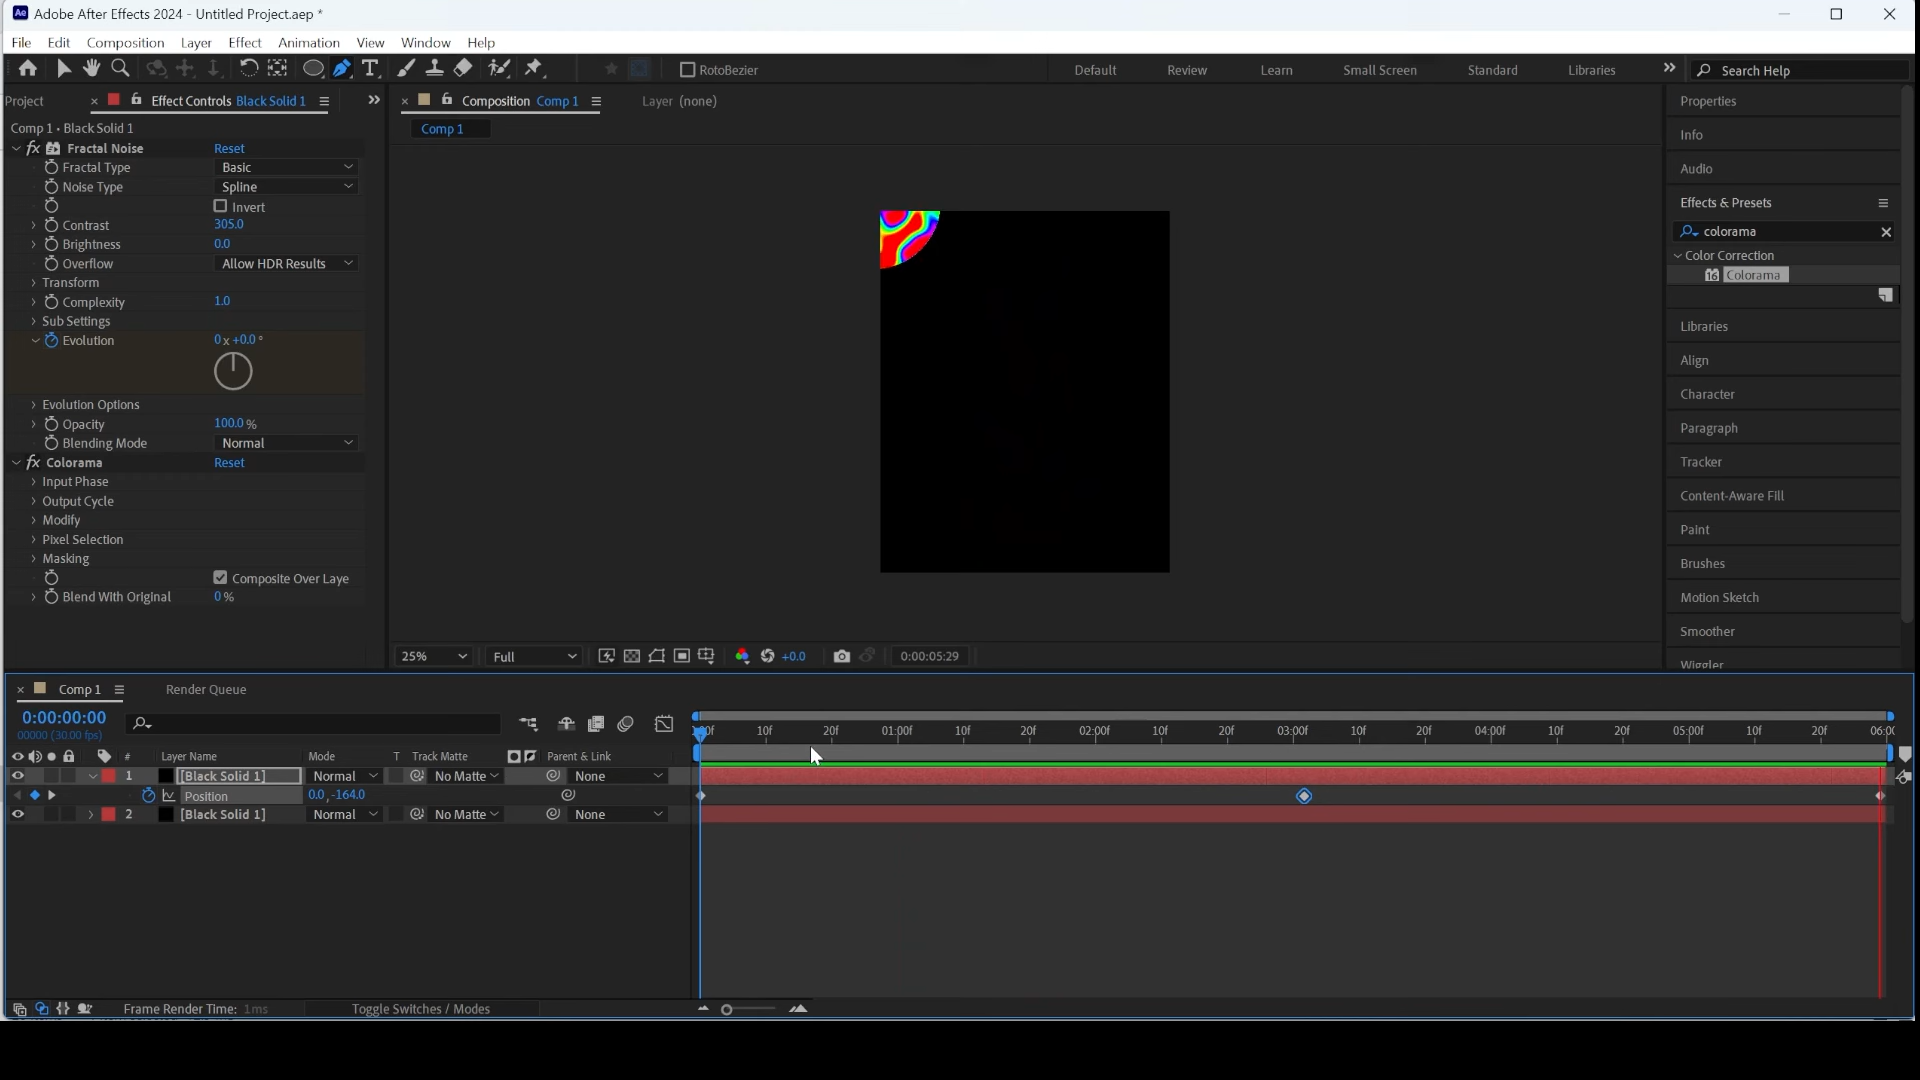 Ae Adobe After Effects 2024 - Untitled Project.aep *
File Edit Composition Layer Effect Animation View Window Help
T RotoBezier Default Review Learn Small Screen Standard Libraries Search Help
Project × Effect Controls Black Solid 1
× Composition Comp 1 Layer (none)
Comp 1
Comp 1 • Black Solid 1
fx Fractal Noise Reset
Fractal Type Basic
Noise Type Spline
Invert
Contrast 305.0
Brightness 0.0
Overflow Allow HDR Results
Transform
Complexity 1.0
Sub Settings
Evolution 0 x +0.0 °
Evolution Options
Opacity 100.0 %
Blending Mode Normal
fx Colorama Reset
Input Phase
Output Cycle
Modify
Pixel Selection
Masking
Composite Over Laye
Blend With Original 0 %
25% Full +0.0 0:00:05:29
Properties
Info
Audio
Effects & Presets
colorama
Color Correction
16 Colorama
Libraries
Align
Character
Paragraph
Tracker
Content-Aware Fill
Paint
Brushes
Motion Sketch
Smoother
Wiggler
× Comp 1 Render Queue
0:00:00:00
00000 (30.00 fps)
10f 20f 01:00f 10f 20f 02:00f 10f 20f 03:00f 10f 20f 04:00f 10f 20f 05:00f 10f 20f 06:00
# Layer Name Mode T Track Matte Parent & Link
1 [Black Solid 1] Normal No Matte None
Position 0.0, -164.0
2 [Black Solid 1] Normal No Matte None
Frame Render Time: 1ms Toggle Switches / Modes